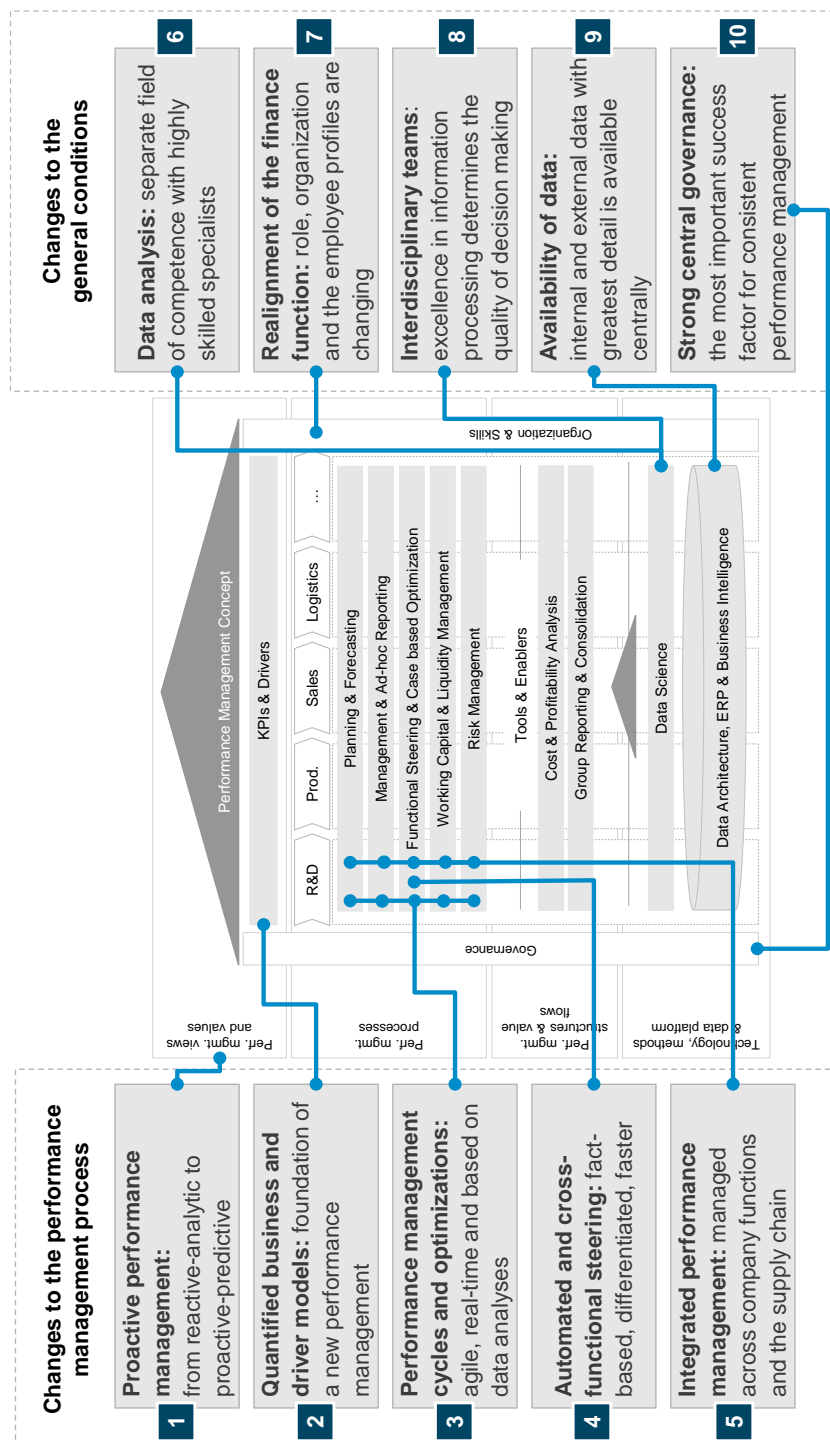 Changes to the performance
management process
1
Proactive performance
management:
from reactive-analytic to
proactive-predictive
2
Quantified business and
driver models: foundation of
a new performance
management
3
Performance management
cycles and optimizations:
agile, real-time and based on
data analyses
4
Automated and cross-
functional steering: fact-
based, differentiated, faster
5
Integrated performance
management: managed
across company functions
and the supply chain
Perf. mgmt. views
and values
Perf. mgmt.
processes
Perf. mgmt.
structures & value
flows
Technology, methods
& data platform
Governance
Performance Management Concept
KPIs & Drivers
R&D
Prod.
Sales
Logistics
...
Planning & Forecasting
Management & Ad-hoc Reporting
Functional Steering & Case based Optimization
Working Capital & Liquidity Management
Risk Management
Tools & Enablers
Cost & Profitability Analysis
Group Reporting & Consolidation
Data Science
Data Architecture, ERP & Business Intelligence
Organization & Skills
Changes to the
general conditions
Data analysis: separate field
of competence with highly
skilled specialists
6
Realignment of the finance
function: role, organization
and the employee profiles are
changing
7
Interdisciplinary teams:
excellence in information
processing determines the
quality of decision making
8
Availability of data:
internal and external data with
greatest detail is available
centrally
9
Strong central governance:
the most important success
factor for consistent
performance management
10